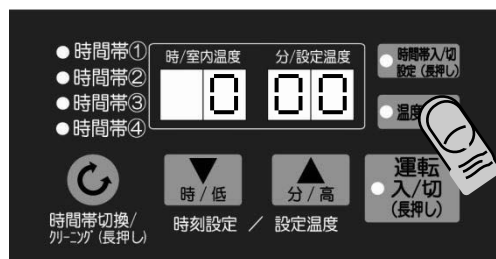 時間帯①
時間帯②
時間帯③
時間帯④
時/室内温度 分/設定温度
0 00
時間帯入/切
設定(長押し)
温度
運転
入/切
(長押し)
時/低
分/高
時間帯切換/
クリーニング(長押し)
時刻設定 / 設定温度